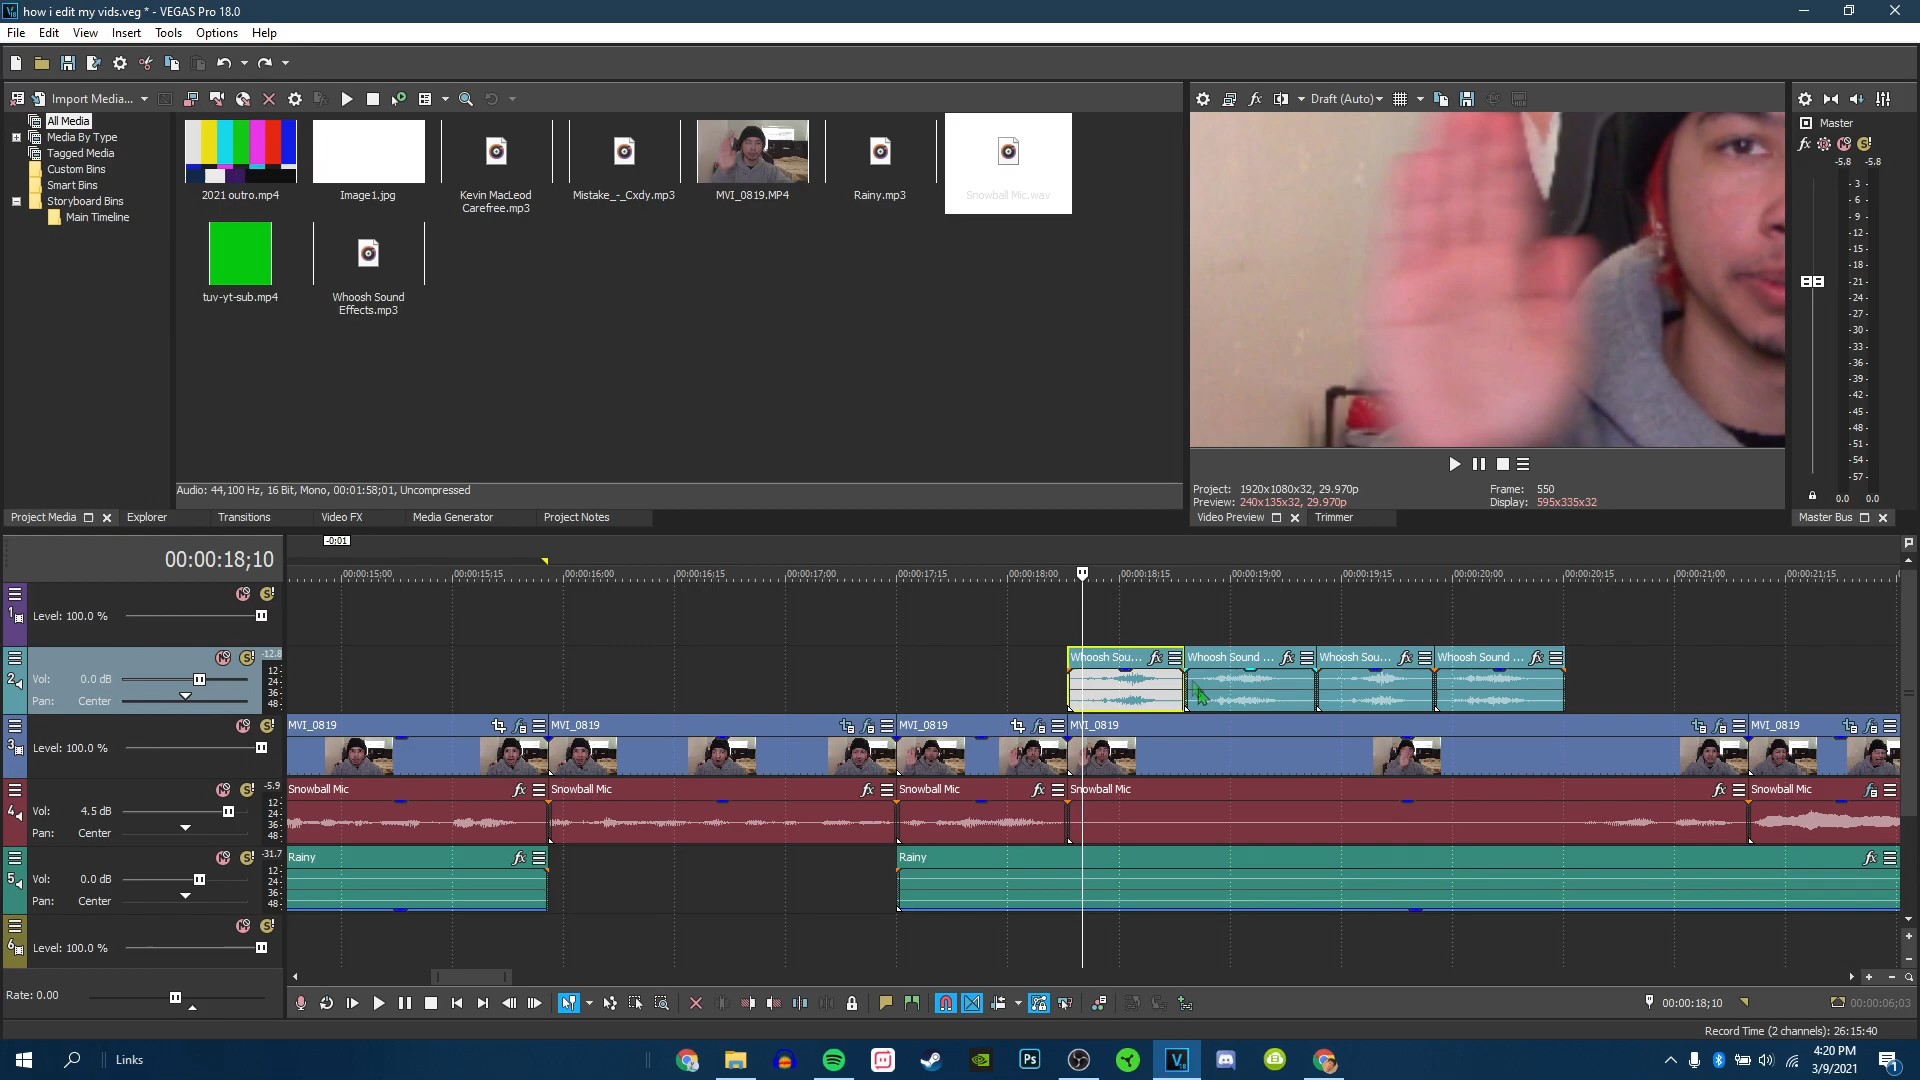 how i edit my vids.veg * - VEGAS Pro 18.0
File Edit View Insert Tools Options Help
Import Media...
Draft (Auto)
All Media
Media By Type
Tagged Media
Custom Bins
Smart Bins
Storyboard Bins
Main Timeline
2021 outro.mp4
Image1.jpg
Kevin MacLeod
Carefree.mp3
Mistake_-_Cxdy.mp3
MVI_0819.MP4
Rainy.mp3
Snowball Mic.wav
tuv-yt-sub.mp4
Whoosh Sound
Effects.mp3
Master
-5.8 -5.8
- 3 -
- 6 -
- 9 -
-12-
-15-
-18-
-21-
-24-
-27-
-30-
-33-
-36-
-39-
-42-
-45-
-48-
-51-
-54-
-57-
0.0 0.0
Audio: 44,100 Hz, 16 Bit, Mono, 00:01:58;01, Uncompressed
Project: 1920x1080x32, 29.970p
Frame: 550
Preview: 240x135x32, 29.970p
Display: 595x335x32
Project Media Explorer Transitions Video FX Media Generator Project Notes
Video Preview Trimmer
Master Bus
-0:01
00:00:18;10
00:00:15;00 00:00:15;15 00:00:16;00 00:00:16;15 00:00:17;00 00:00:17;15 00:00:18;00 00:00:18;15 00:00:19;00 00:00:19;15 00:00:20;00 00:00:20;15 00:00:21;00 00:00:21;15
1
Level: 100.0 %
2
Vol: 0.0 dB
Pan: Center
-12.8
12-
24-
36-
48-
Whoosh Sou... Whoosh Sound ... Whoosh Sou... Whoosh Sound ...
3
Level: 100.0 %
MVI_0819 MVI_0819 MVI_0819 MVI_0819 MVI_0819
4
Vol: 4.5 dB
Pan: Center
-5.9
12-
24-
36-
48-
Snowball Mic Snowball Mic Snowball Mic Snowball Mic Snowball Mic
5
Vol: 0.0 dB
Pan: Center
-31.7
12-
24-
36-
48-
Rainy Rainy
6
Level: 100.0 %
Rate: 0.00
00:00:18;10
00:00:06;03
Record Time (2 channels): 26:15:40
Links
Ps
V
18
4:20 PM
3/9/2021
1